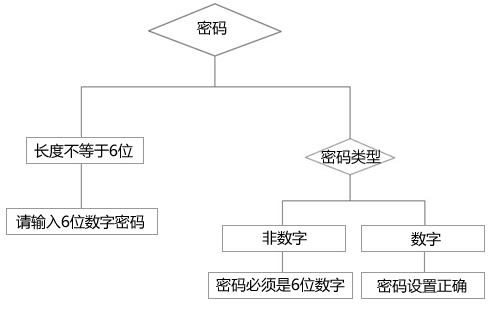 密码
长度不等于6位
密码类型
请输入6位数字密码
非数字
数字
密码必须是6位数字
密码设置正确